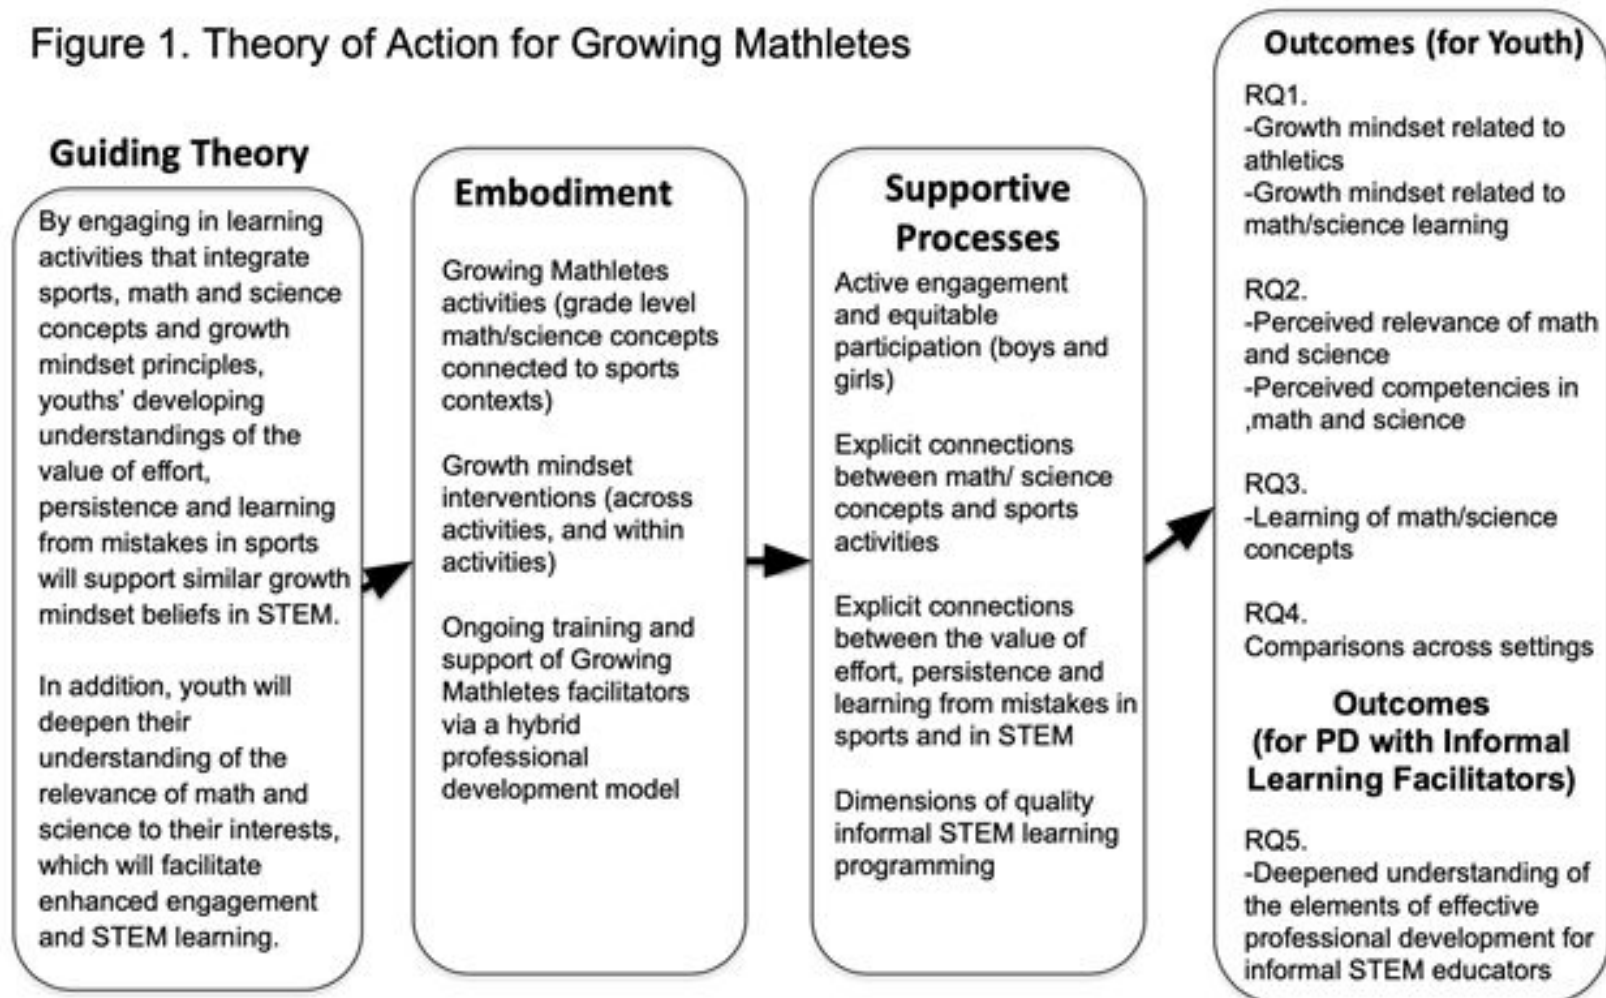 Figure 1. Theory of Action for Growing Mathletes
Guiding Theory
By engaging in learning
activities that integrate
sports, math and science
concepts and growth
mindset principles,
youths' developing
understandings of the
value of effort,
persistence and learning
from mistakes in sports
will support similar growth
mindset beliefs in STEM.
In addition, youth will
deepen their
understanding of the
relevance of math and
science to their interests,
which will facilitate
enhanced engagement
and STEM learning.
Embodiment
Growing Mathletes
activities (grade level
math/science concepts
connected to sports
contexts)
Growth mindset
interventions (across
activities, and within
activities)
Ongoing training and
support of Growing
Mathletes facilitators
via a hybrid
professional
development model
Supportive
Processes
Active engagement
and equitable
participation (boys and
girls)
Explicit connections
between math/ science
concepts and sports
activities
Explicit connections
between the value of
effort, persistence and
learning from mistakes in
sports and in STEM
Dimensions of quality
informal STEM learning
programming
Outcomes (for Youth)
RQ1.
-Growth mindset related to
athletics
-Growth mindset related to
math/science learning
RQ2.
-Perceived relevance of math
and science
-Perceived competencies in
,math and science
RQ3.
-Learning of math/science
concepts
RQ4.
Comparisons across settings
Outcomes
(for PD with Informal
Learning Facilitators)
RQ5.
-Deepened understanding of
the elements of effective
professional development for
informal STEM educators